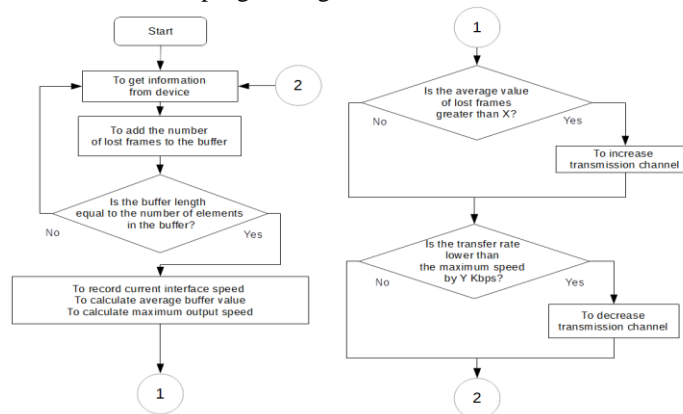 Start
To get information
from device
2
To add the number
of lost frames to the buffer
Is the buffer length
equal to the number of elements
in the buffer?
No
Yes
To record current interface speed
To calculate average buffer value
To calculate maximum output speed
1
1
Is the average value
of lost frames
greater than X?
No
Yes
To increase
transmission channel
Is the transfer rate
lower than
the maximum speed
by Y Kbps?
No
Yes
To decrease
transmission channel
2